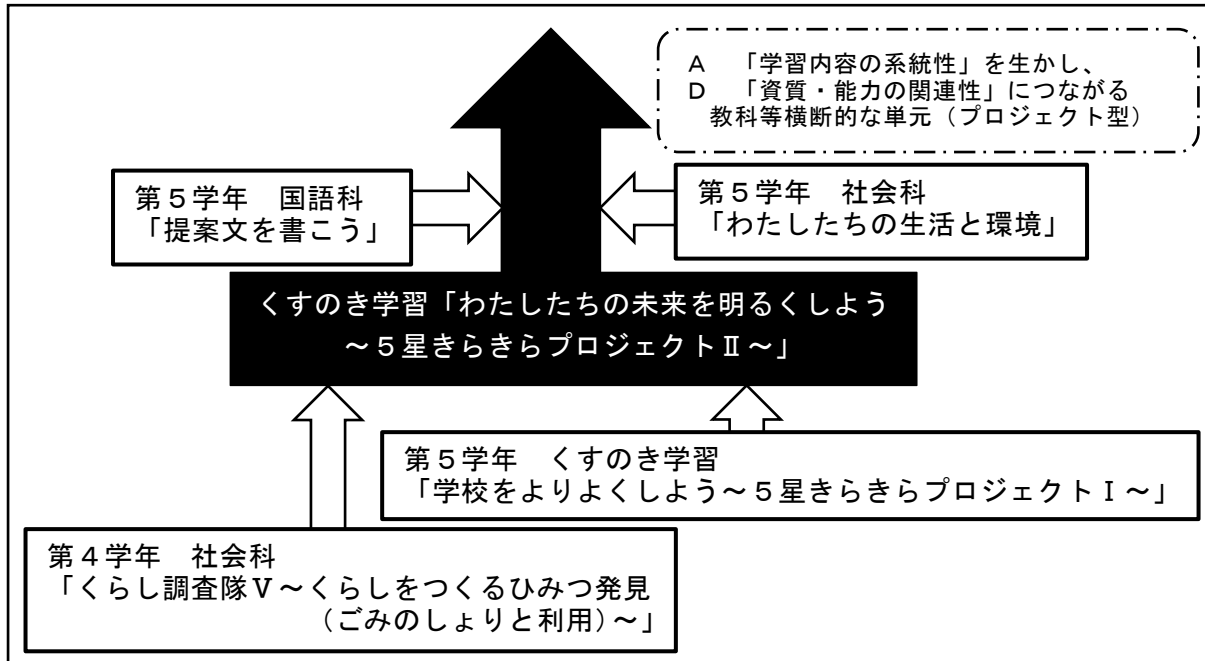 A 「学習内容の系統性」を生かし、
D 「資質・能力の関連性」につながる
教科等横断的な単元（プロジェクト型）
第５学年　国語科
「提案文を書こう」
第５学年　社会科
「わたしたちの生活と環境」
くすのき学習「わたしたちの未来を明るくしよう
～５星きらきらプロジェクトⅡ～」
第５学年　くすのき学習
「学校をよりよくしよう～５星きらきらプロジェクトⅠ～」
第４学年　社会科
「くらし調査隊Ⅴ～くらしをつくるひみつ発見
（ごみのしょりと利用）～」